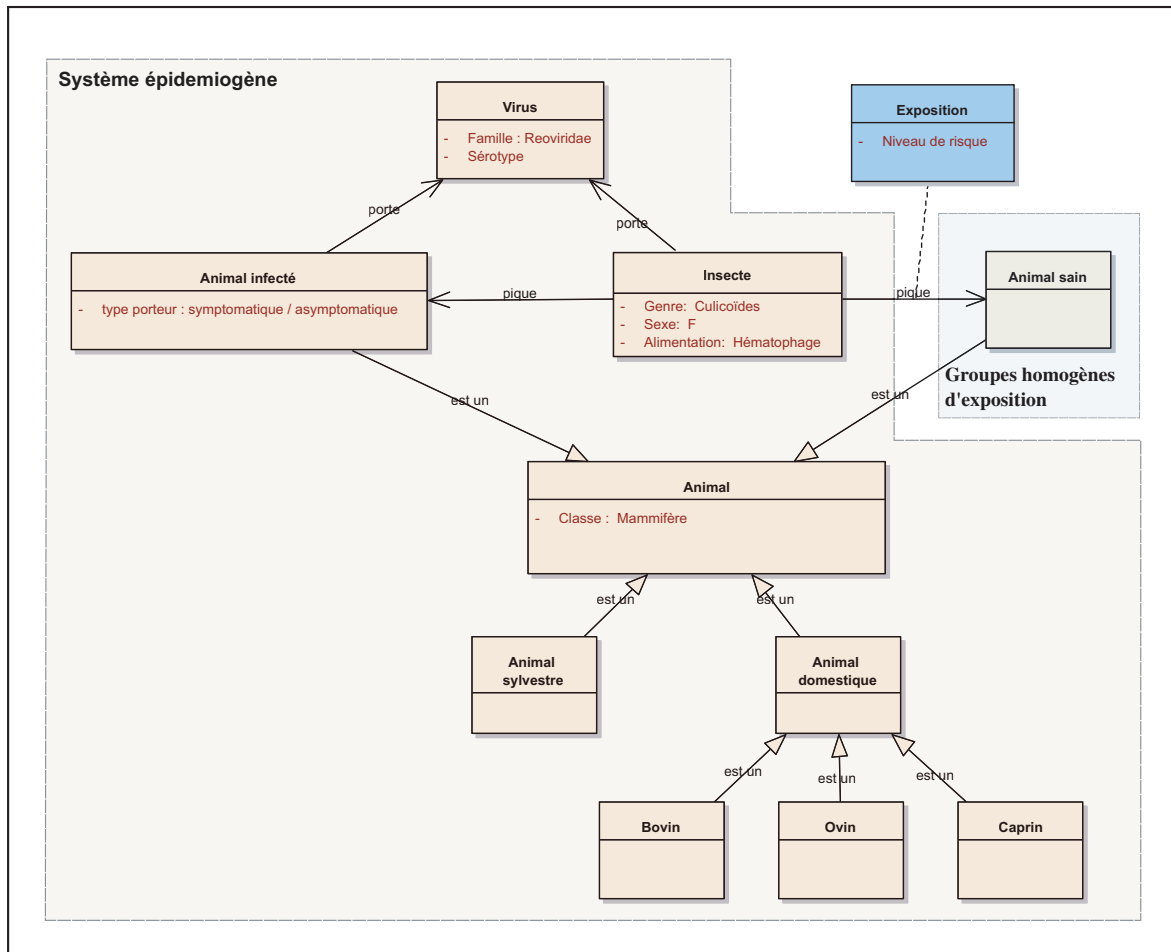 Système épidemiogène
Virus
- Famille : Reoviridae
- Sérotype
Exposition
- Niveau de risque
porte
porte
Animal infecté
- type porteur : symptomatique / asymptomatique
pique
Insecte
- Genre: Culicoïdes
- Sexe: F
- Alimentation: Hématophage
pique
Animal sain
Groupes homogènes
d'exposition
est un
est un
Animal
- Classe : Mammifère
est un
est un
Animal
sylvestre
Animal
domestique
est un
est un
est un
Bovin
Ovin
Caprin